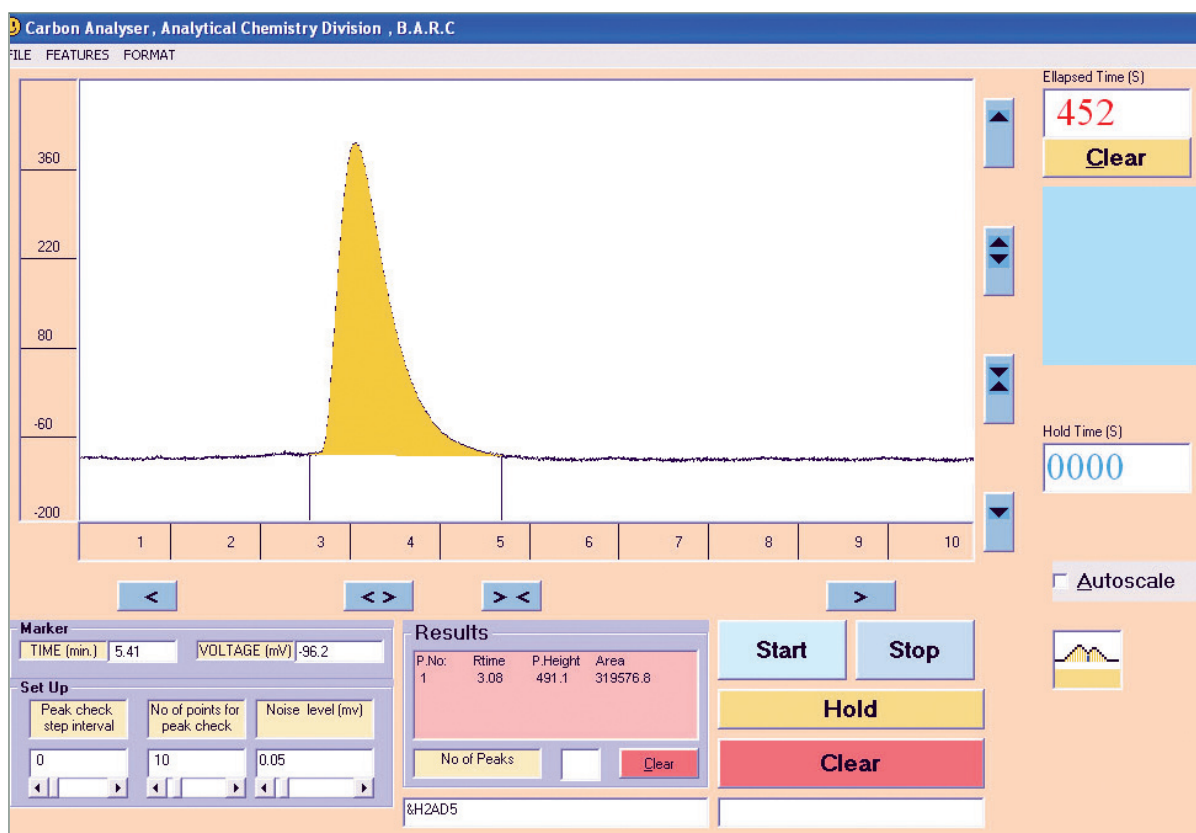 Carbon Analyser, Analytical Chemistry Division , B.A.R.C
FILE FEATURES FORMAT
Ellapsed Time (S)
452
Clear
360
220
80
-60
-200
Hold Time (S)
0000
1 2 3 4 5 6 7 8 9 10
< < > > < >
Autoscale
Marker
TIME (min.) 5.41 VOLTAGE (mV) -96.2
Set Up
Peak check
step interval
No of points for
peak check
Noise level (mv)
0 10 0.05
Results
P.No: Rtime P.Height Area
1 3.08 491.1 319576.8
No of Peaks Clear
&H2AD5
Start Stop
Hold
Clear